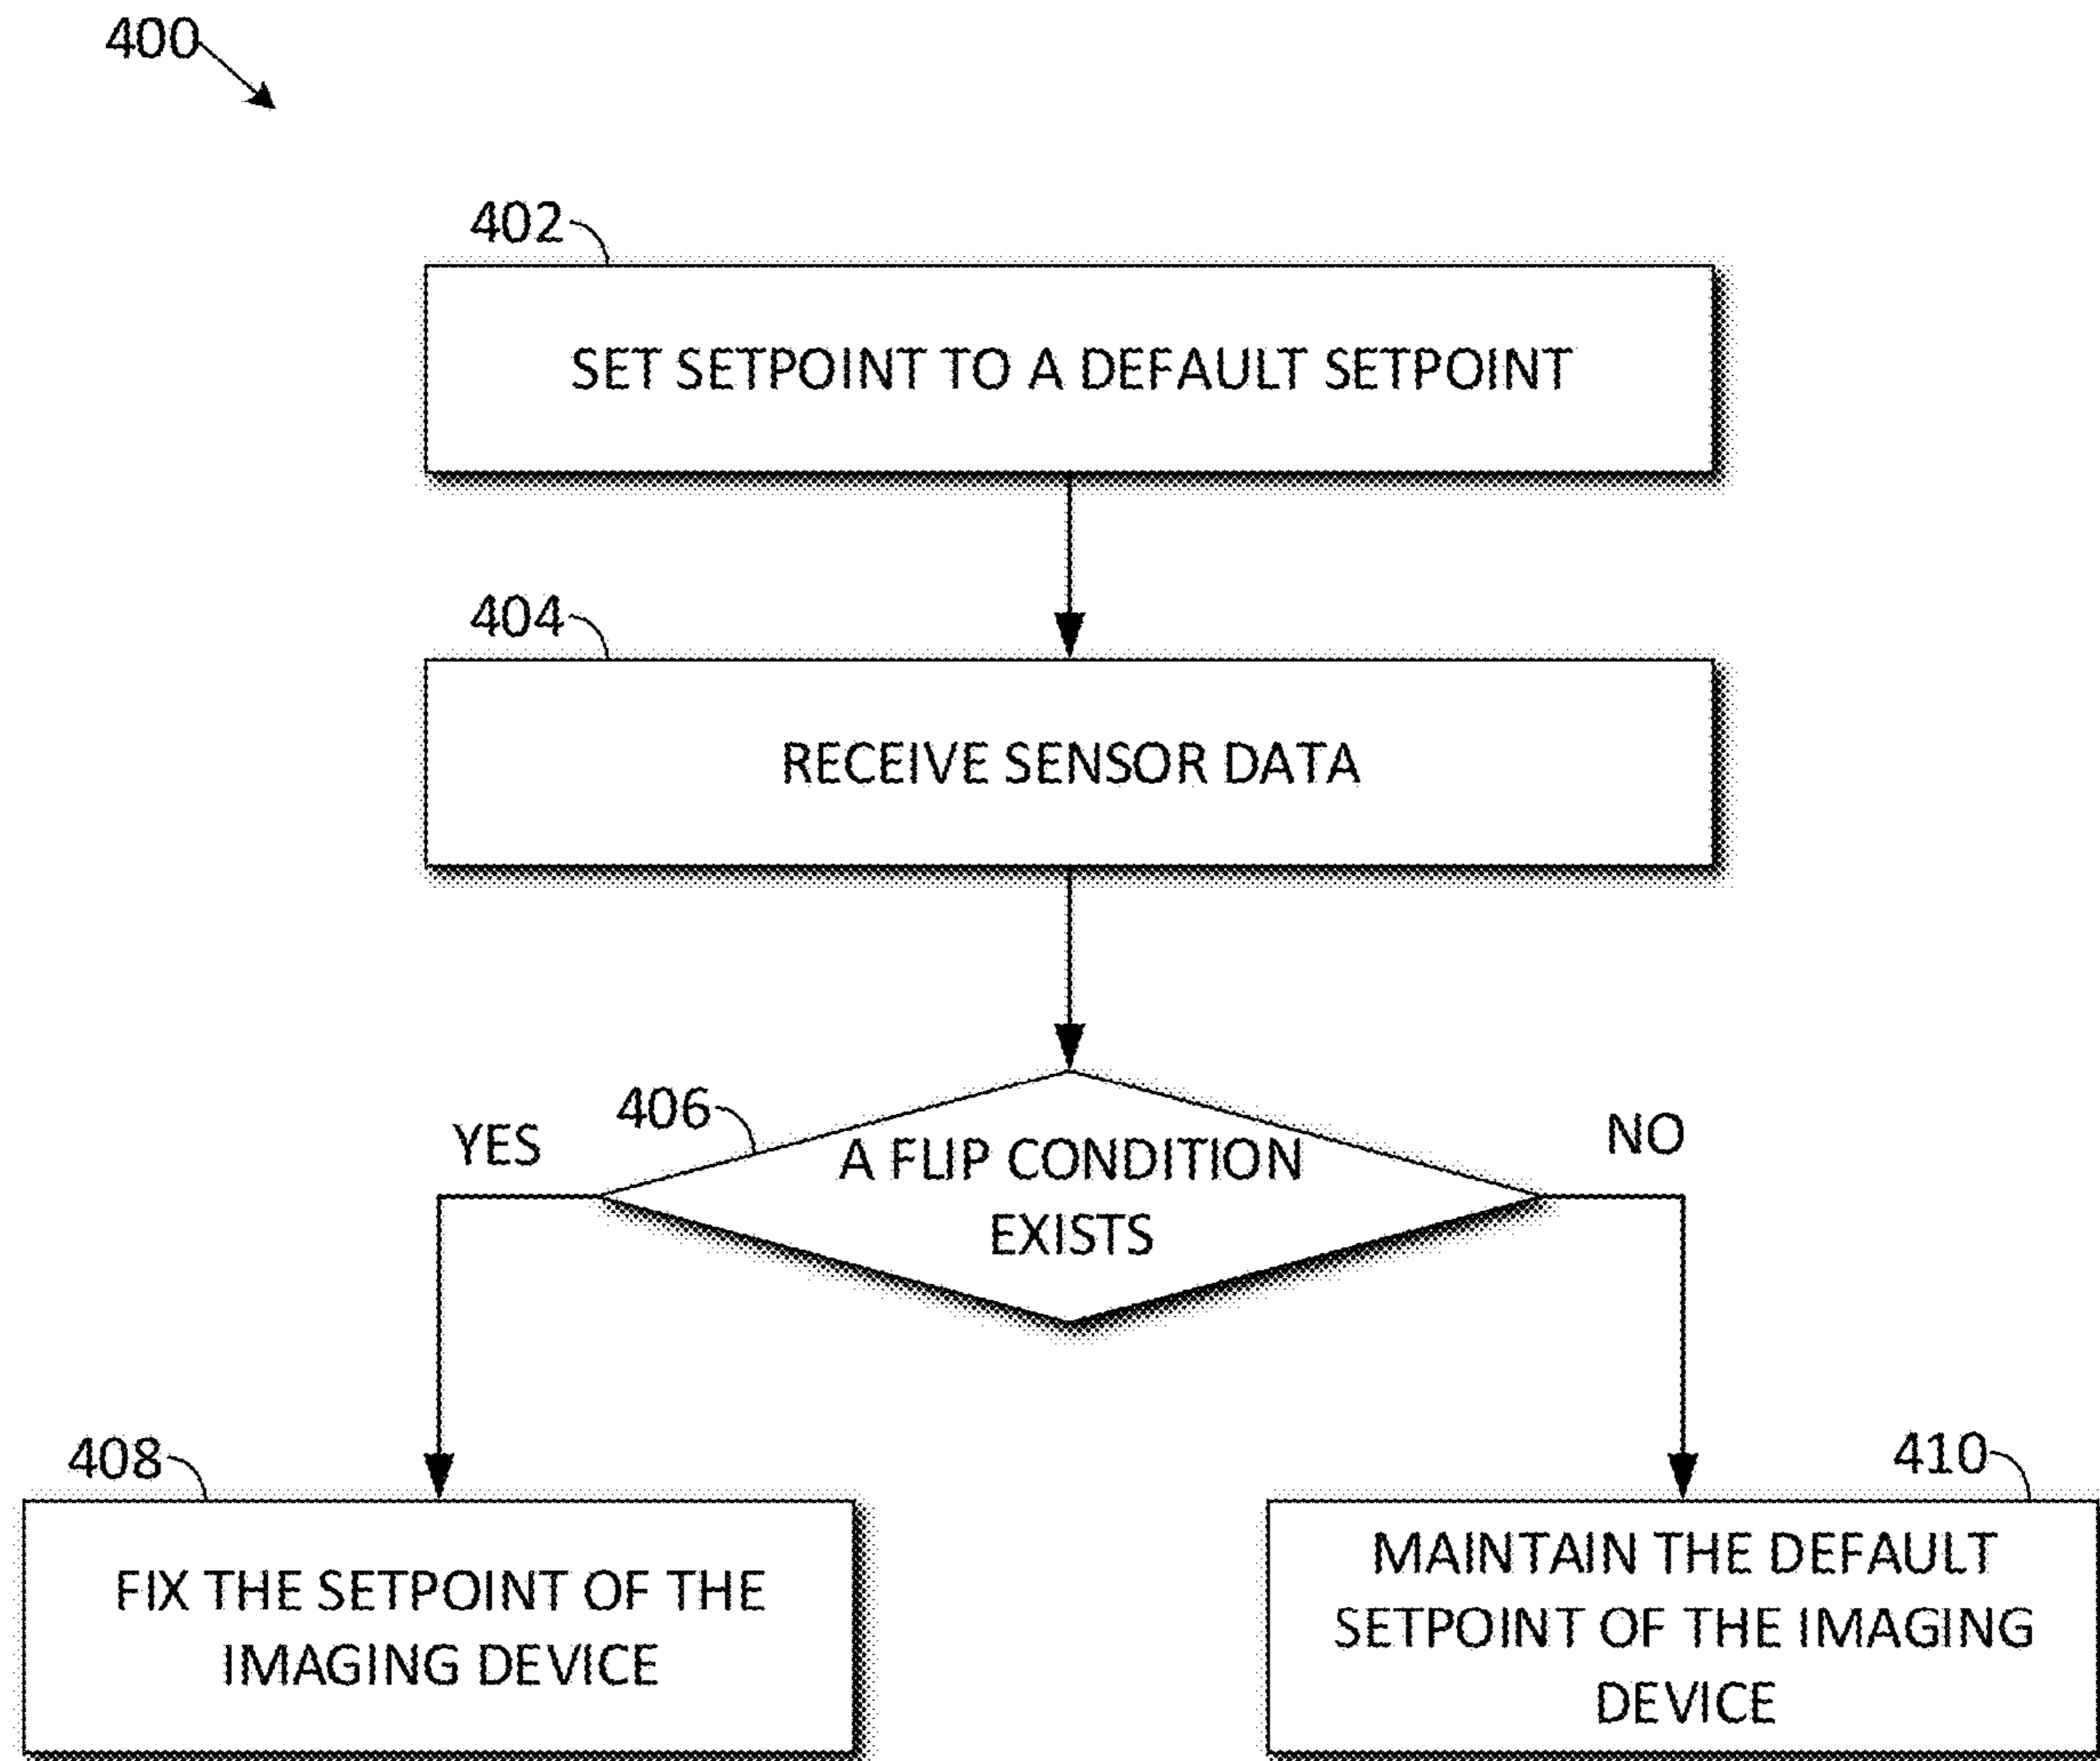 400
402
SET SETPOINT TO A DEFAULT SETPOINT
404
RECEIVE SENSOR DATA
406
YES
A FLIP CONDITION
EXISTS
NO
408
FIX THE SETPOINT OF THE
IMAGING DEVICE
410
MAINTAIN THE DEFAULT
SETPOINT OF THE IMAGING
DEVICE